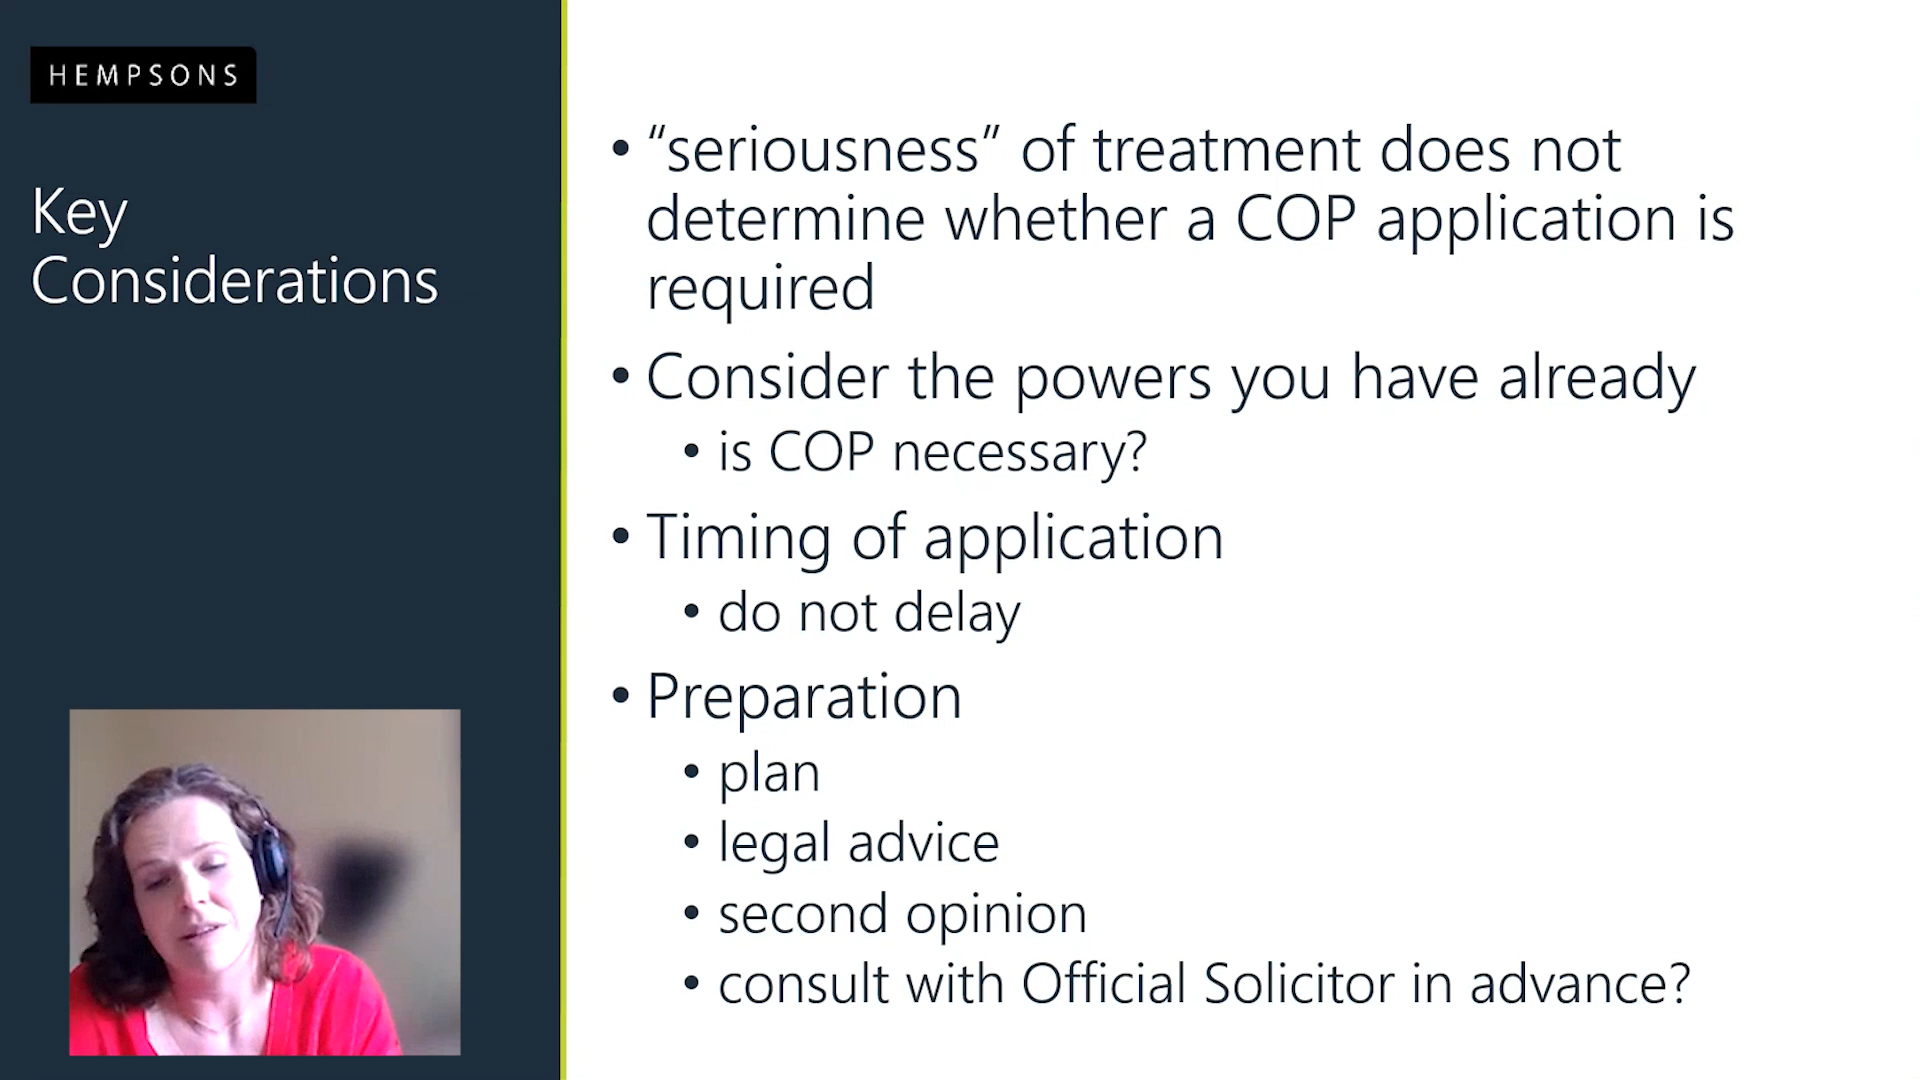 HEMPSONS
Key
Considerations
• “seriousness” of treatment does not
determine whether a COP application is
required
• Consider the powers you have already
• is COP necessary?
• Timing of application
• do not delay
• Preparation
• plan
• legal advice
• second opinion
• consult with Official Solicitor in advance?